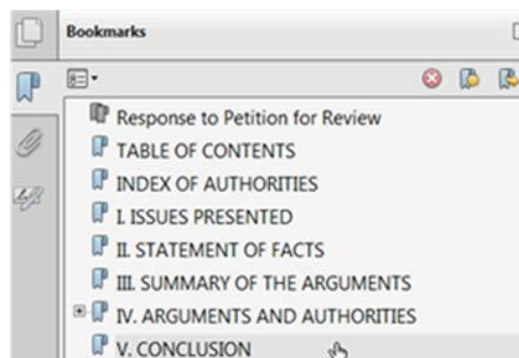 Bookmarks
Response to Petition for Review
TABLE OF CONTENTS
INDEX OF AUTHORITIES
I. ISSUES PRESENTED
II. STATEMENT OF FACTS
III. SUMMARY OF THE ARGUMENTS
IV. ARGUMENTS AND AUTHORITIES
V. CONCLUSION